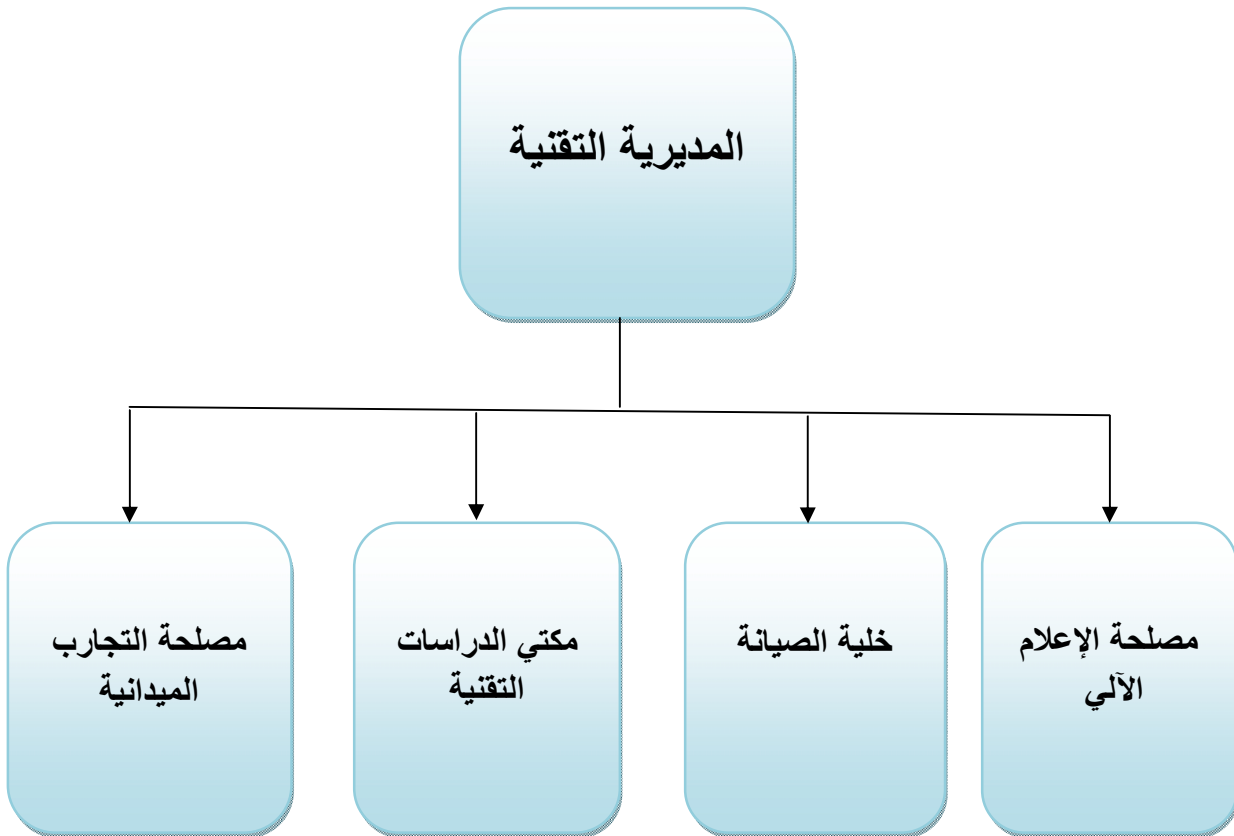 المديرية التقنية
مصلحة الإعلام
الآلي
خلية الصيانة
مكتي الدراسات
التقنية
مصلحة التجارب
الميدانية